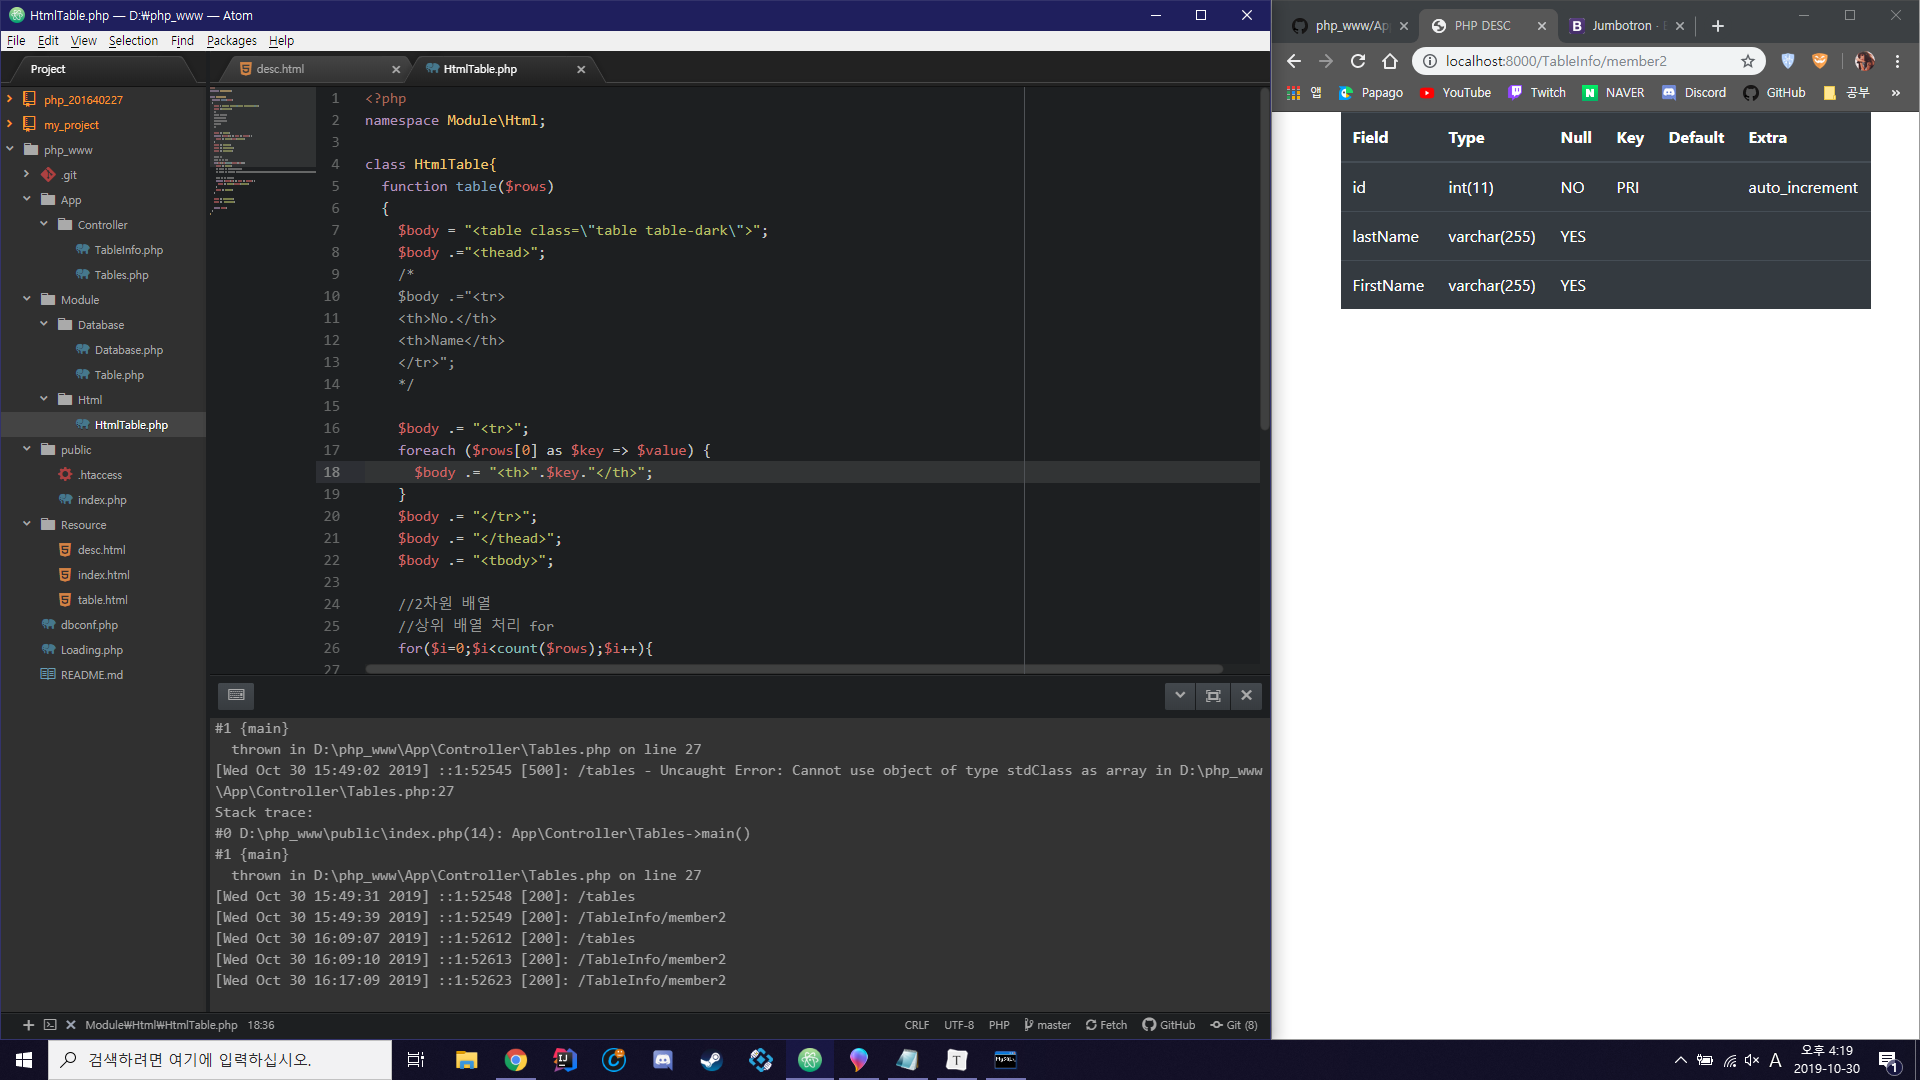 HtmlTable.php — D:₩php_www — Atom
File Edit View Selection Find Packages Help
Project
desc.html
HtmlTable.php
php_201640227
my_project
php_www
.git
App
Controller
TableInfo.php
Tables.php
Module
Database
Database.php
Table.php
Html
HtmlTable.php
public
.htaccess
index.php
Resource
desc.html
index.html
table.html
dbconf.php
Loading.php
README.md
1 <?php
2 namespace Module\Html;
3
4 class HtmlTable{
5 function table($rows)
6 {
7 $body = "<table class=\"table table-dark\">";
8 $body .="<thead>";
9 /*
10 $body .="<tr>
11 <th>No.</th>
12 <th>Name</th>
13 </tr>";
14 */
15
16 $body .= "<tr>";
17 foreach ($rows[0] as $key => $value) {
18 $body .= "<th>".$key."</th>";
19 }
20 $body .= "</tr>";
21 $body .= "</thead>";
22 $body .= "<tbody>";
23
24 //2차원 배열
25 //상위 배열 처리 for
26 for($i=0;$i<count($rows);$i++){
27
#1 {main}
thrown in D:\php_www\App\Controller\Tables.php on line 27
[Wed Oct 30 15:49:02 2019] ::1:52545 [500]: /tables - Uncaught Error: Cannot use object of type stdClass as array in D:\php_www
\App\Controller\Tables.php:27
Stack trace:
#0 D:\php_www\public\index.php(14): App\Controller\Tables->main()
#1 {main}
thrown in D:\php_www\App\Controller\Tables.php on line 27
[Wed Oct 30 15:49:31 2019] ::1:52548 [200]: /tables
[Wed Oct 30 15:49:39 2019] ::1:52549 [200]: /TableInfo/member2
[Wed Oct 30 16:09:07 2019] ::1:52612 [200]: /tables
[Wed Oct 30 16:09:10 2019] ::1:52613 [200]: /TableInfo/member2
[Wed Oct 30 16:17:09 2019] ::1:52623 [200]: /TableInfo/member2
Module₩Html₩HtmlTable.php 18:36
CRLF UTF-8 PHP master Fetch GitHub Git (8)
php_www/Ap
PHP DESC
Jumbotron -
localhost:8000/TableInfo/member2
앱 Papago YouTube Twitch NAVER Discord GitHub 공부 »
Field Type Null Key Default Extra
id int(11) NO PRI auto_increment
lastName varchar(255) YES
FirstName varchar(255) YES
검색하려면 여기에 입력하십시오.
A
오후 4:19
2019-10-30
1